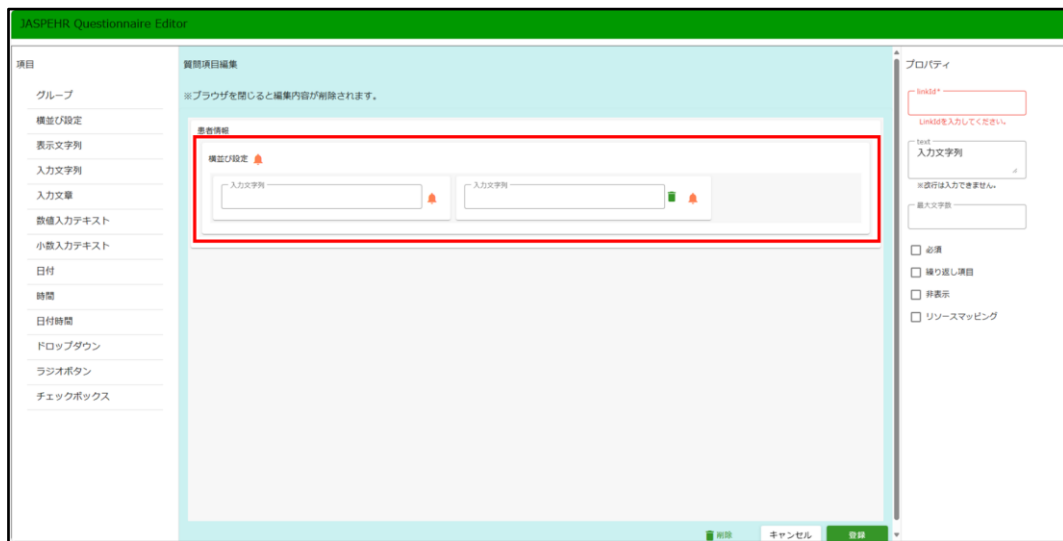 JASPEHR Questionnaire Editor
項目
グループ
横並び設定
表示文字列
入力文字列
入力文章
数値入力テキスト
小数入力テキスト
日付
時間
日付時間
ドロップダウン
ラジオボタン
チェックボックス
質問項目編集
※ブラウザを閉じると編集内容が削除されます。
患者情報
横並び設定
入力文字列
入力文字列
削除
キャンセル
登録
プロパティ
linkId*
LinkIdを入力してください。
text
入力文字列
※改行は入力できません。
最大文字数
必須
繰り返し項目
非表示
リソースマッピング